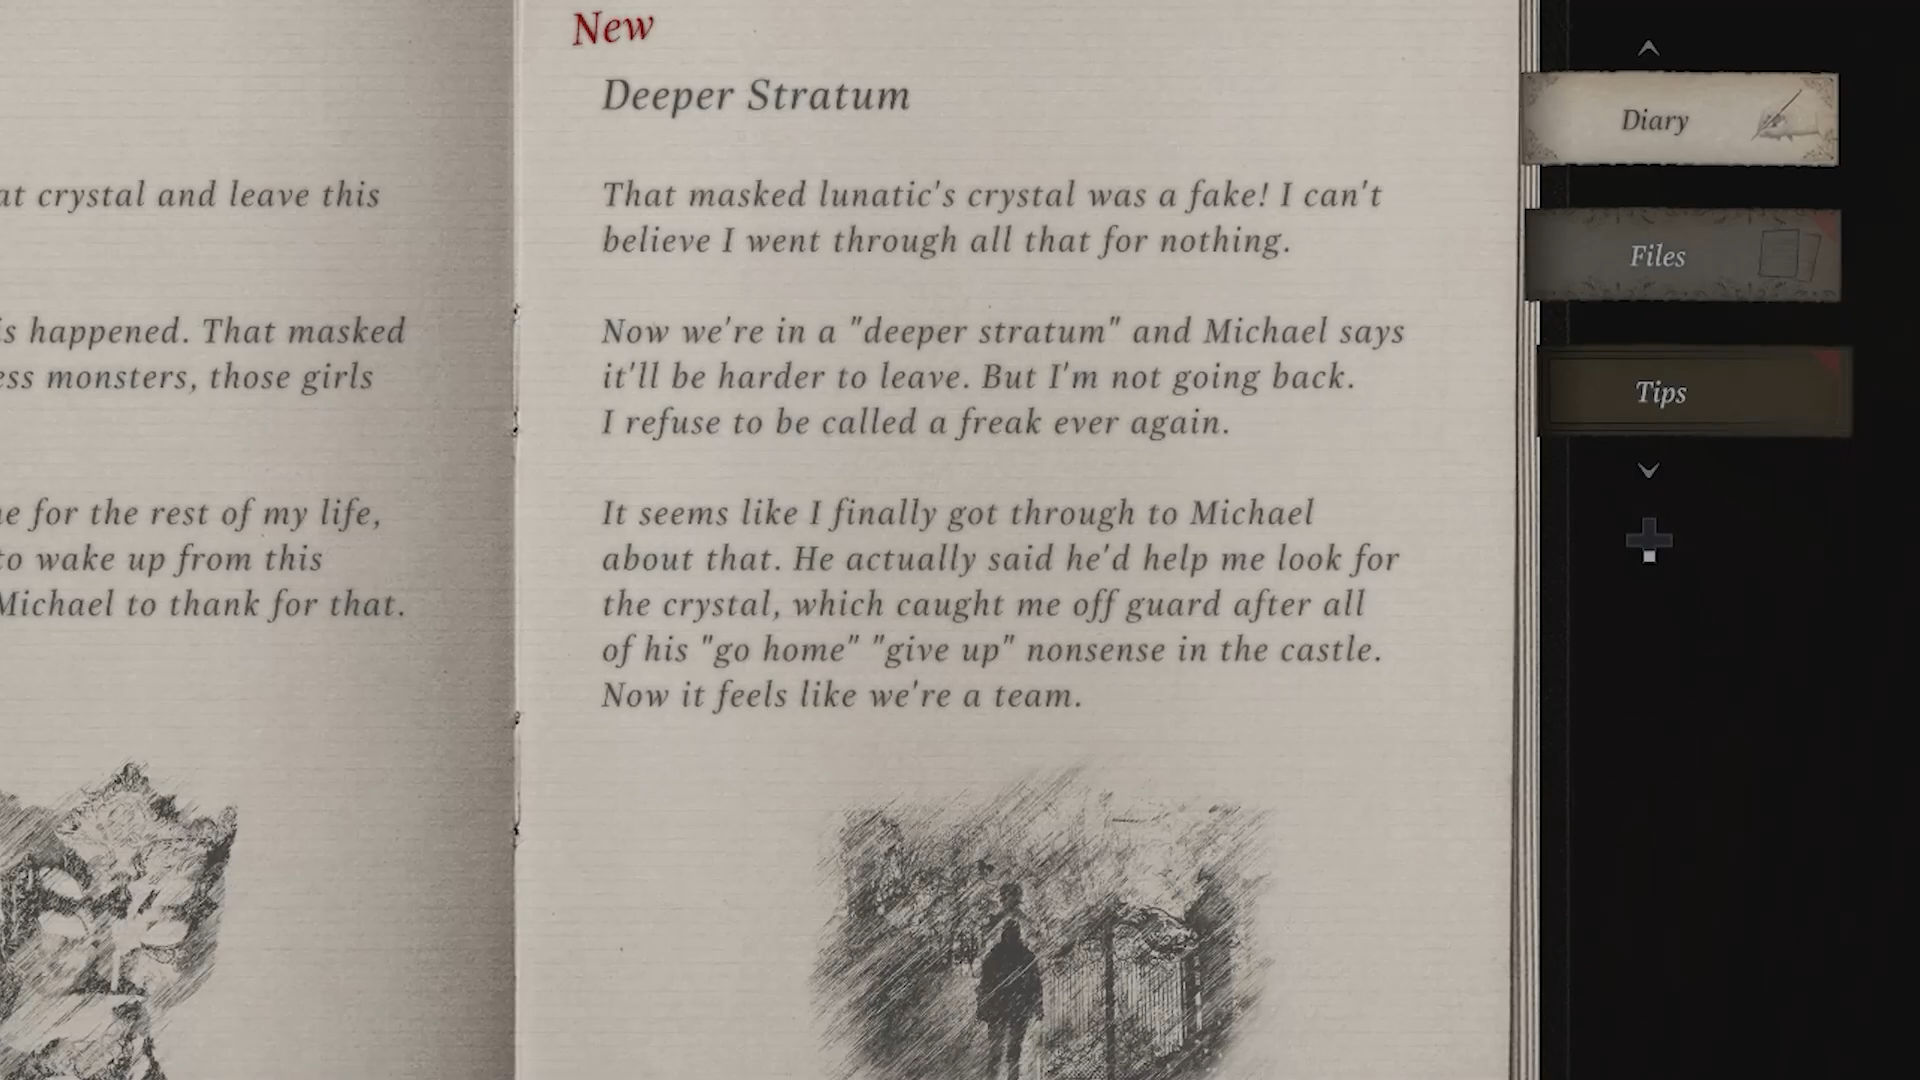 at crystal and leave this
is happened. That masked
ess monsters, those girls
e for the rest of my life,
to wake up from this
Michael to thank for that.
New
Deeper Stratum
That masked lunatic's crystal was a fake! I can't
believe I went through all that for nothing.
Now we're in a "deeper stratum" and Michael says
it'll be harder to leave. But I'm not going back.
I refuse to be called a freak ever again.
It seems like I finally got through to Michael
about that. He actually said he'd help me look for
the crystal, which caught me off guard after all
of his "go home" "give up" nonsense in the castle.
Now it feels like we're a team.
Diary
Files
Tips